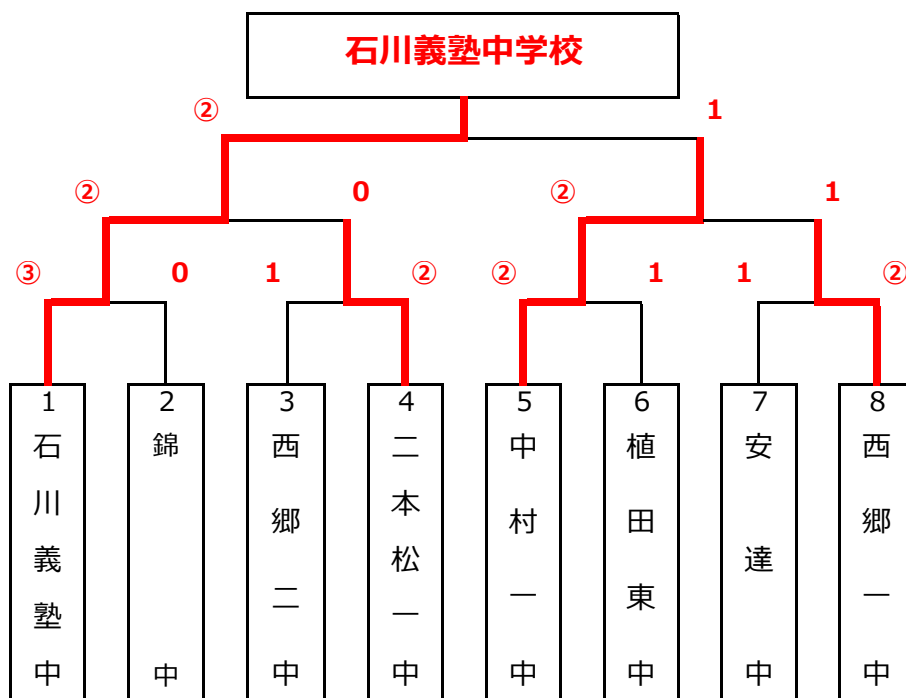 石川義塾中学校
② 1
② 0 ② 1
③ 0 1 ② ② 1 1 ②
1 2 3 4 5 6 7 8
石川義塾中
錦中
西郷二中
二本松一中
中村一中
植田東中
安達中
西郷一中